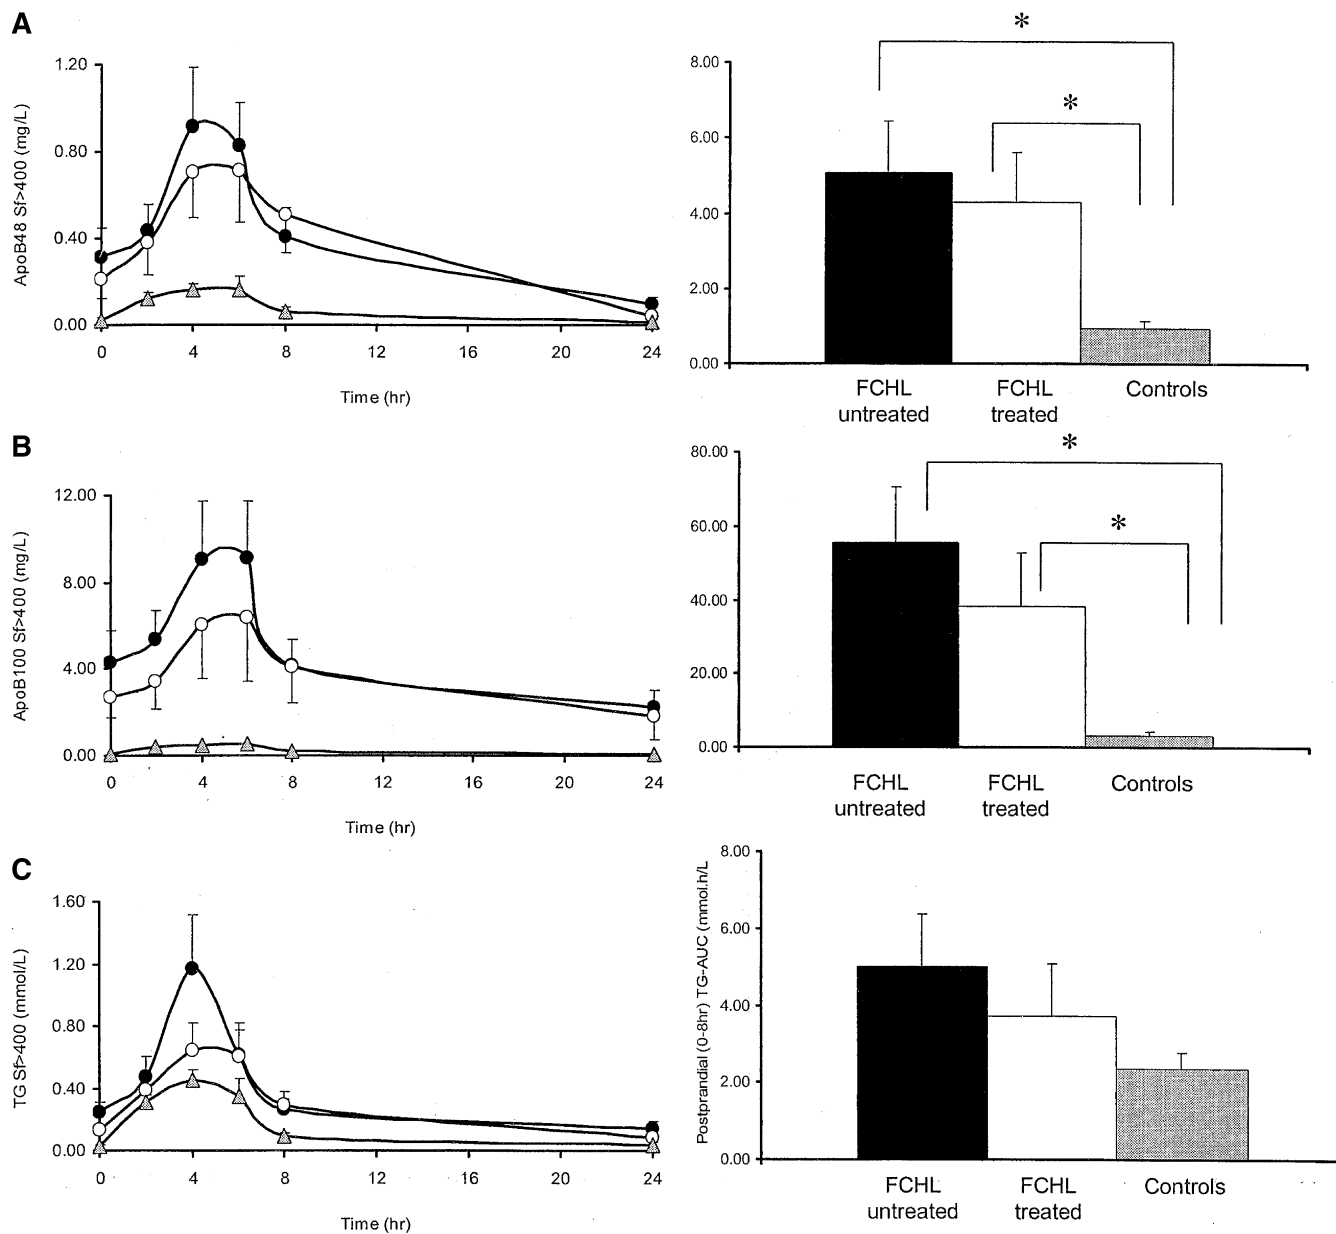 A
ApoB48 Sf>400 (mg/L)
1.20
0.80
0.40
0.00
0 4 8 12 16 20 24
Time (hr)
*
*
8.00
6.00
4.00
2.00
0.00
FCHL
untreated
FCHL
treated
Controls
B
ApoB100 Sf>400 (mg/L)
12.00
8.00
4.00
0.00
0 4 8 12 16 20 24
Time (hr)
*
*
80.00
60.00
40.00
20.00
0.00
FCHL
untreated
FCHL
treated
Controls
C
TG Sf>400 (mmol/L)
1.60
1.20
0.80
0.40
0.00
0 4 8 12 16 20 24
Time (hr)
Postprandial (0-8hr) TG-AUC (mmol.h/L)
8.00
6.00
4.00
2.00
0.00
FCHL
untreated
FCHL
treated
Controls